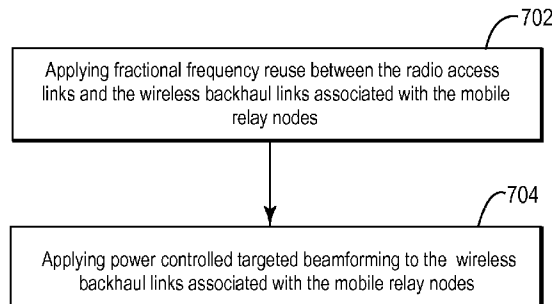 702
Applying fractional frequency reuse between the radio access
links and the wireless backhaul links associated with the mobile
relay nodes
704
Applying power controlled targeted beamforming to the wireless
backhaul links associated with the mobile relay nodes